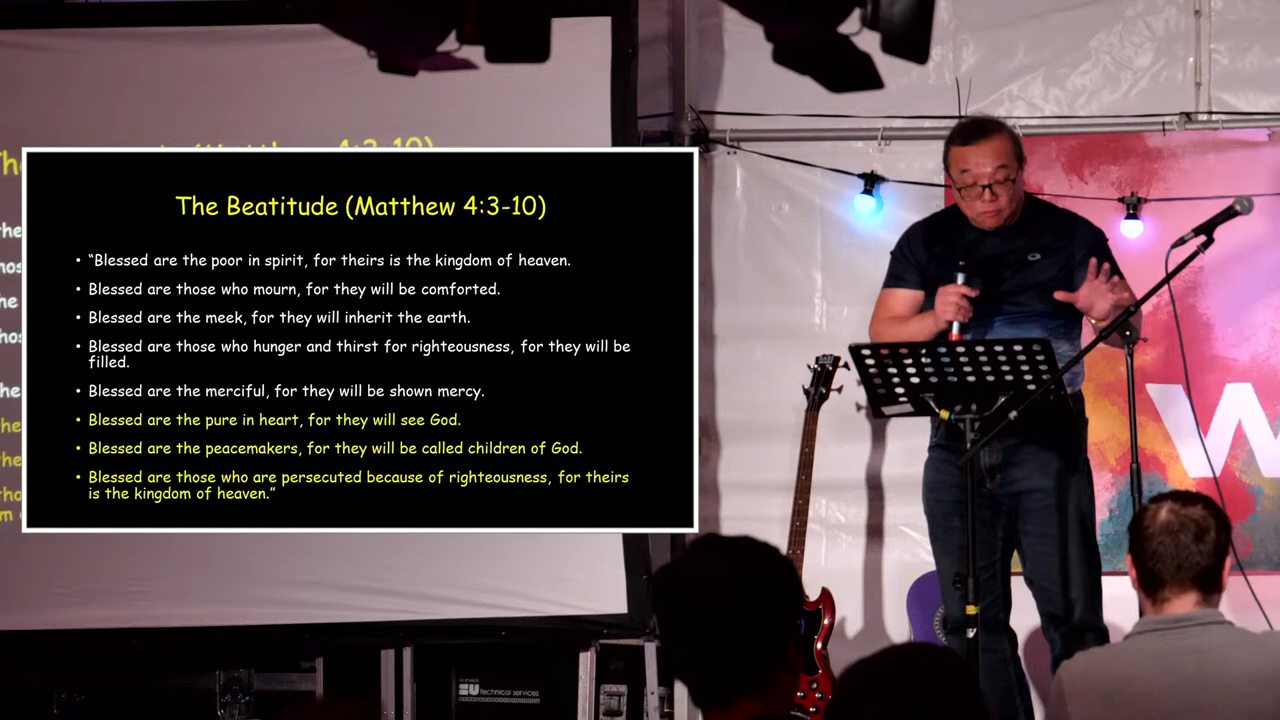 The Beatitude (Matthew 4:3-10)
• “Blessed are the poor in spirit, for theirs is the kingdom of heaven.
• Blessed are those who mourn, for they will be comforted.
• Blessed are the meek, for they will inherit the earth.
• Blessed are those who hunger and thirst for righteousness, for they will be
filled.
• Blessed are the merciful, for they will be shown mercy.
• Blessed are the pure in heart, for they will see God.
• Blessed are the peacemakers, for they will be called children of God.
• Blessed are those who are persecuted because of righteousness, for theirs
is the kingdom of heaven.”
W
technical services